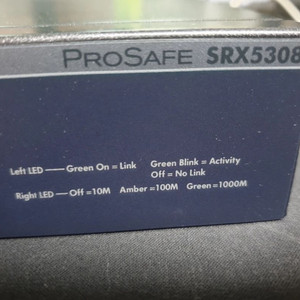 PROSAFE SRX5308
Left LED —— Green On = Link Green Blink = Activity
Off = No Link
Right LED — Off = 10M Amber = 100M Green = 1000M